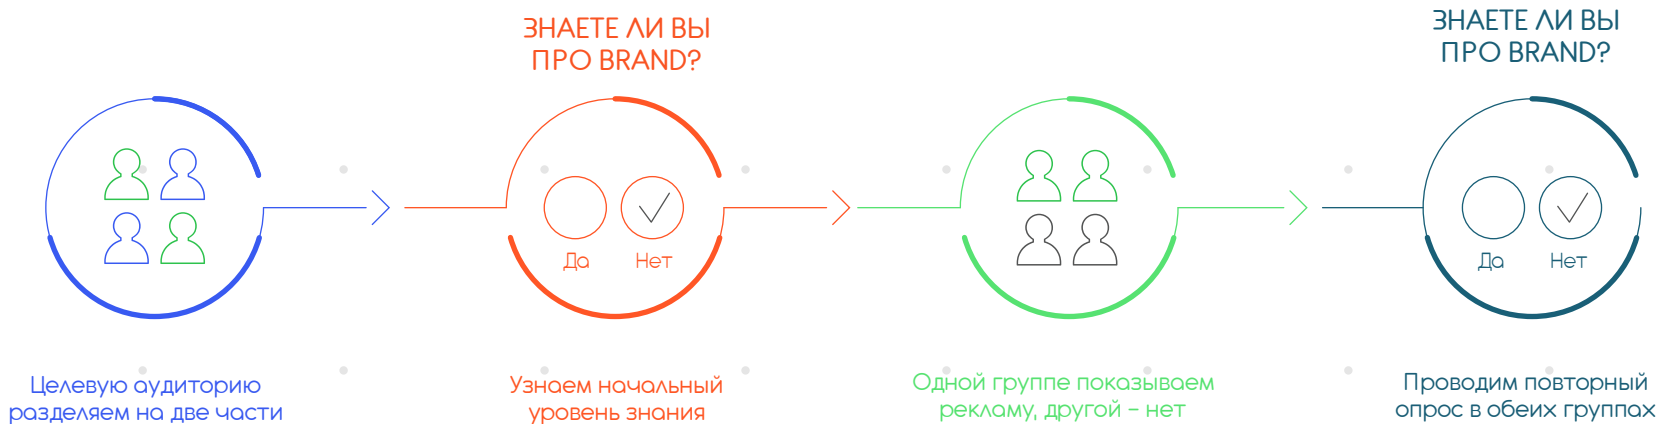 ЗНАЕТЕ ЛИ ВЫ
ПРО BRAND?
ЗНАЕТЕ ЛИ ВЫ
ПРО BRAND?
Да
Нет
Да
Нет
Целевую аудиторию
разделяем на две части
Узнаем начальный
уровень знания
Одной группе показываем
рекламу, другой – нет
Проводим повторный
опрос в обеих группах